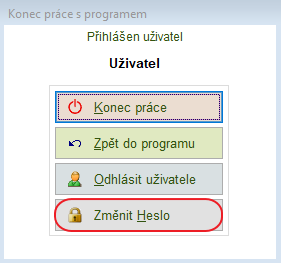 Konec práce s programem
Přihlášen uživatel
Uživatel
Konec práce
Zpět do programu
Odhlásit uživatele
Změnit Heslo